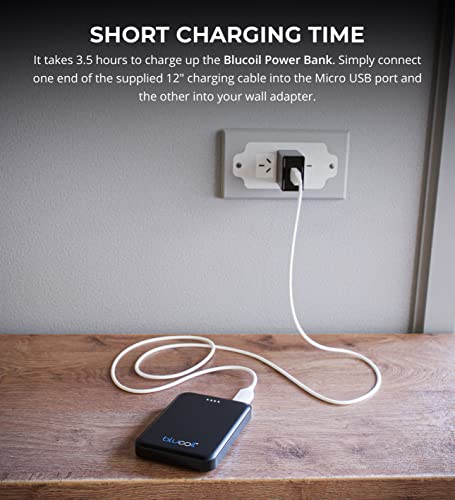 SHORT CHARGING TIME
It takes 3.5 hours to charge up the Blucoil Power Bank. Simply connect
one end of the supplied 12" charging cable into the Micro USB port and
the other into your wall adapter.
blucoil